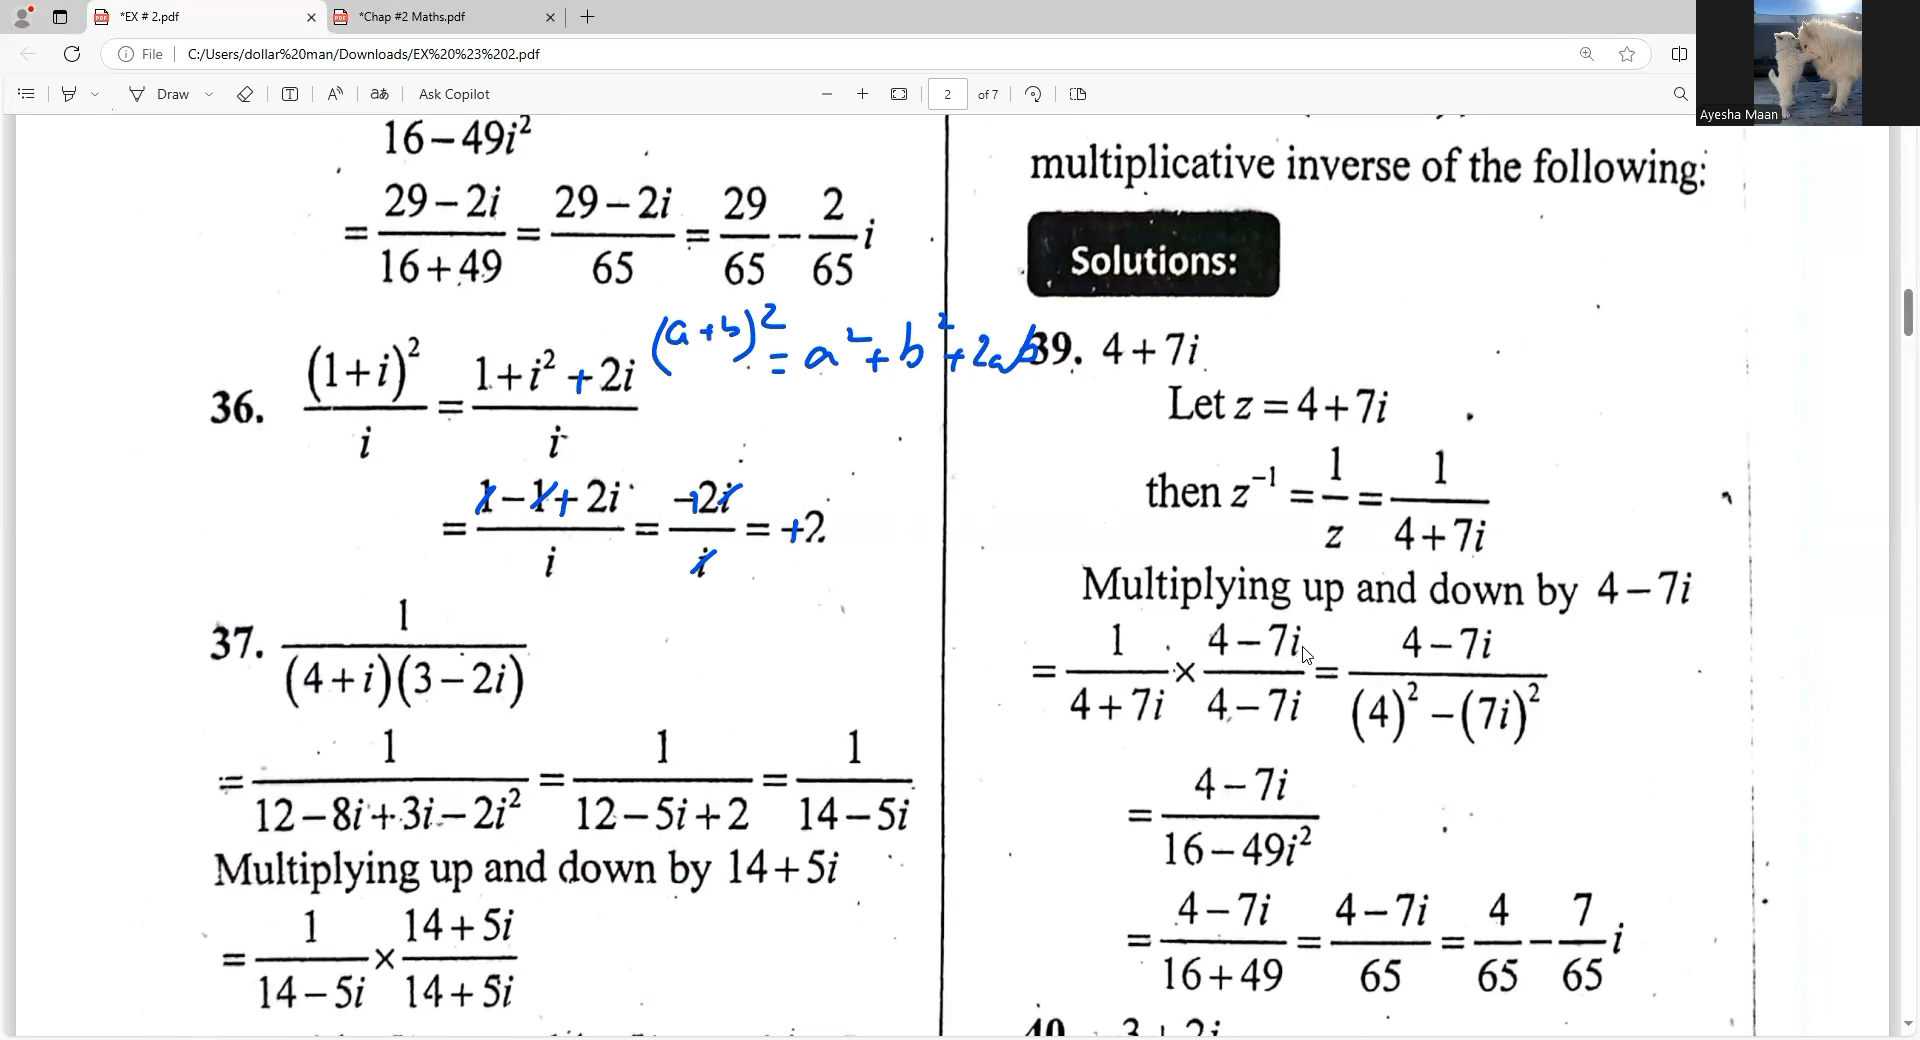 *EX # 2.pdf
*Chap #2 Maths.pdf
File C:/Users/dollar%20man/Downloads/EX%20%23%202.pdf
Draw
aあ
Ask Copilot
2 of 7
Ayesha Maan
16 − 49i²
= (29 − 2i)/(16 + 49) = (29 − 2i)/65 = 29/65 − 2/65 i
(a + b)² = a² + b² + 2ab
36. (1+i)²/i = (1 + i² + 2i)/i
= (1 − 1 + 2i)/i = +2i/i = +2
37. 1/((4+i)(3−2i))
= 1/(12 − 8i + 3i − 2i²) = 1/(12 − 5i + 2) = 1/(14 − 5i)
Multiplying up and down by 14 + 5i
= 1/(14 − 5i) × (14 + 5i)/(14 + 5i)
multiplicative inverse of the following:
Solutions:
39. 4 + 7i
Let z = 4 + 7i
then z⁻¹ = 1/z = 1/(4 + 7i)
Multiplying up and down by 4 − 7i
= 1/(4 + 7i) × (4 − 7i)/(4 − 7i) = (4 − 7i)/((4)² − (7i)²)
= (4 − 7i)/(16 − 49i²)
= (4 − 7i)/(16 + 49) = (4 − 7i)/65 = 4/65 − 7/65 i